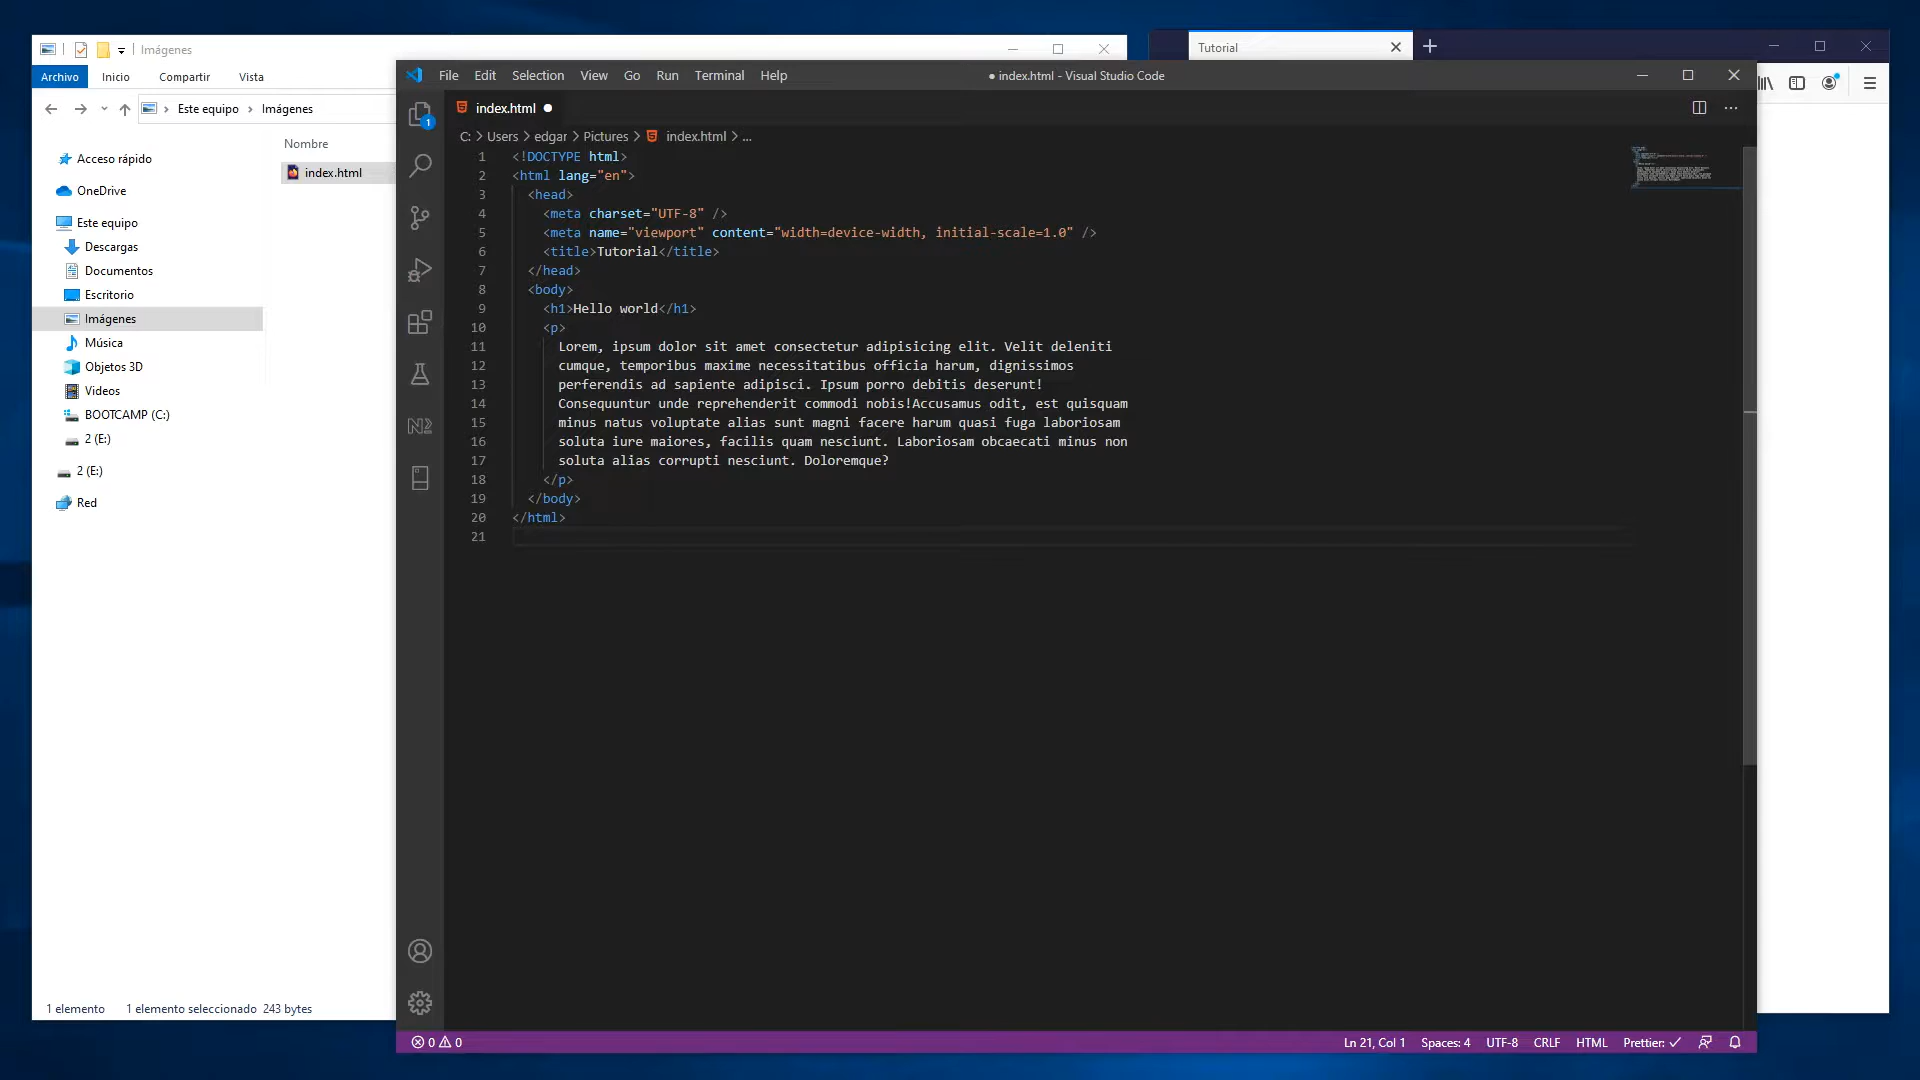 Imágenes
Archivo
Inicio
Compartir
Vista
Este equipo
Imágenes
Nombre
index.html
Acceso rápido
OneDrive
Este equipo
Descargas
Documentos
Escritorio
Imágenes
Música
Objetos 3D
Videos
BOOTCAMP (C:)
2 (E:)
2 (E:)
Red
1 elemento
1 elemento seleccionado 243 bytes
Tutorial
File Edit Selection View Go Run Terminal Help
● index.html - Visual Studio Code
1
index.html ●
C: > Users > edgar > Pictures > index.html > ...
1 <!DOCTYPE html>
2 <html lang="en">
3 <head>
4 <meta charset="UTF-8" />
5 <meta name="viewport" content="width=device-width, initial-scale=1.0" />
6 <title>Tutorial</title>
7 </head>
8 <body>
9 <h1>Hello world</h1>
10 <p>
11 Lorem, ipsum dolor sit amet consectetur adipisicing elit. Velit deleniti
12 cumque, temporibus maxime necessitatibus officia harum, dignissimos
13 perferendis ad sapiente adipisci. Ipsum porro debitis deserunt!
14 Consequuntur unde reprehenderit commodi nobis!Accusamus odit, est quisquam
15 minus natus voluptate alias sunt magni facere harum quasi fuga laboriosam
16 soluta iure maiores, facilis quam nesciunt. Laboriosam obcaecati minus non
17 soluta alias corrupti nesciunt. Doloremque?
18 </p>
19 </body>
20 </html>
21
N2
0 0
Ln 21, Col 1
Spaces: 4
UTF-8
CRLF
HTML
Prettier: ✓